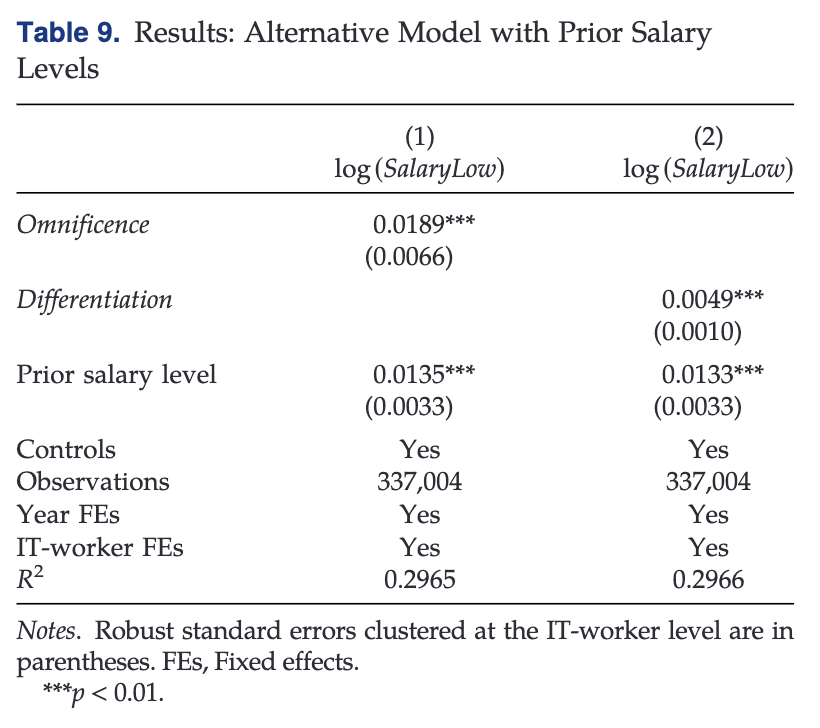 Table 9. Results: Alternative Model with Prior Salary
Levels
(1) (2)
log(SalaryLow) log(SalaryLow)
Omnificence 0.0189***
(0.0066)
Differentiation 0.0049***
(0.0010)
Prior salary level 0.0135*** 0.0133***
(0.0033) (0.0033)
Controls Yes Yes
Observations 337,004 337,004
Year FEs Yes Yes
IT-worker FEs Yes Yes
R² 0.2965 0.2966
Notes. Robust standard errors clustered at the IT-worker level are in
parentheses. FEs, Fixed effects.
***p < 0.01.